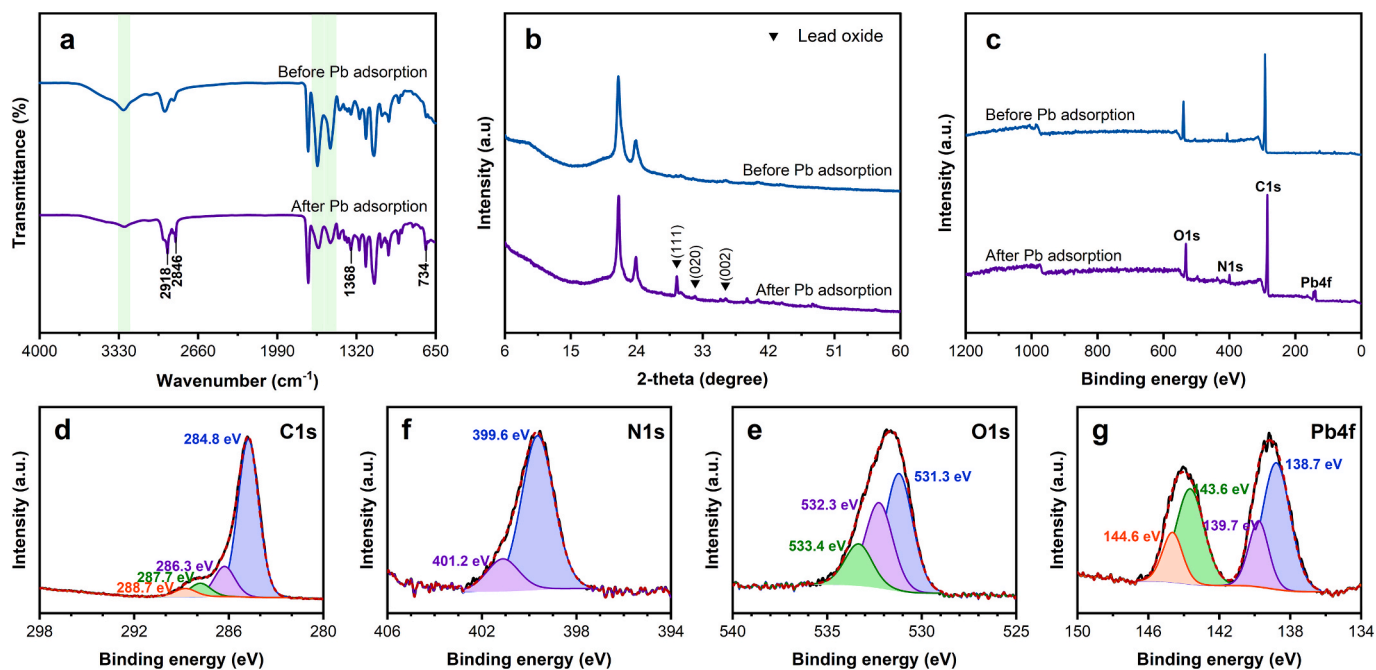 a
Before Pb adsorption
After Pb adsorption
2918
2846
1368
734
Transmittance (%)
4000
3330
2660
1990
1320
650
Wavenumber (cm⁻¹)
b
▼ Lead oxide
Before Pb adsorption
(111)
(020)
(002)
After Pb adsorption
Intensity (a.u)
6
15
24
33
42
51
60
2-theta (degree)
c
Before Pb adsorption
C1s
O1s
After Pb adsorption
N1s
Pb4f
Intensity (a.u.)
1200
1000
800
600
400
200
0
Binding energy (eV)
d
C1s
284.8 eV
286.3 eV
287.7 eV
288.7 eV
Intensity (a.u.)
298
292
286
280
Binding energy (eV)
f
N1s
399.6 eV
401.2 eV
Intensity (a.u.)
406
402
398
394
Binding energy (eV)
e
O1s
531.3 eV
532.3 eV
533.4 eV
Intensity (a.u.)
540
535
530
525
Binding energy (eV)
g
Pb4f
138.7 eV
143.6 eV
139.7 eV
144.6 eV
Intensity (a.u.)
150
146
142
138
134
Binding energy (eV)